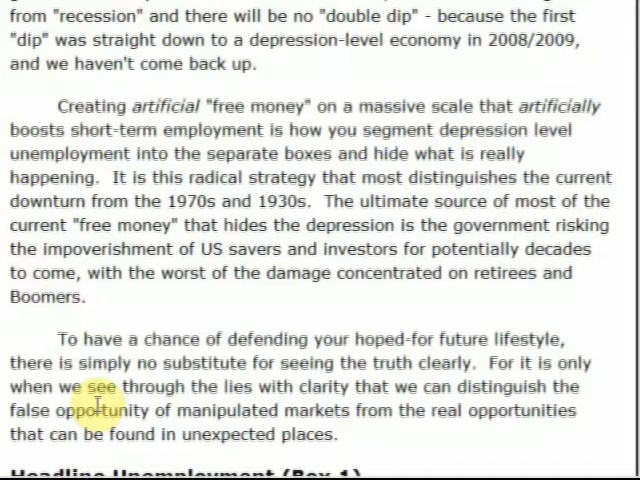 from "recession" and there will be no "double dip" - because the first
"dip" was straight down to a depression-level economy in 2008/2009,
and we haven't come back up.
Creating artificial "free money" on a massive scale that artificially
boosts short-term employment is how you segment depression level
unemployment into the separate boxes and hide what is really
happening. It is this radical strategy that most distinguishes the current
downturn from the 1970s and 1930s. The ultimate source of most of the
current "free money" that hides the depression is the government risking
the impoverishment of US savers and investors for potentially decades
to come, with the worst of the damage concentrated on retirees and
Boomers.
To have a chance of defending your hoped-for future lifestyle,
there is simply no substitute for seeing the truth clearly. For it is only
when we see through the lies with clarity that we can distinguish the
false opportunity of manipulated markets from the real opportunities
that can be found in unexpected places.
Headline Unemployment (Box 1)